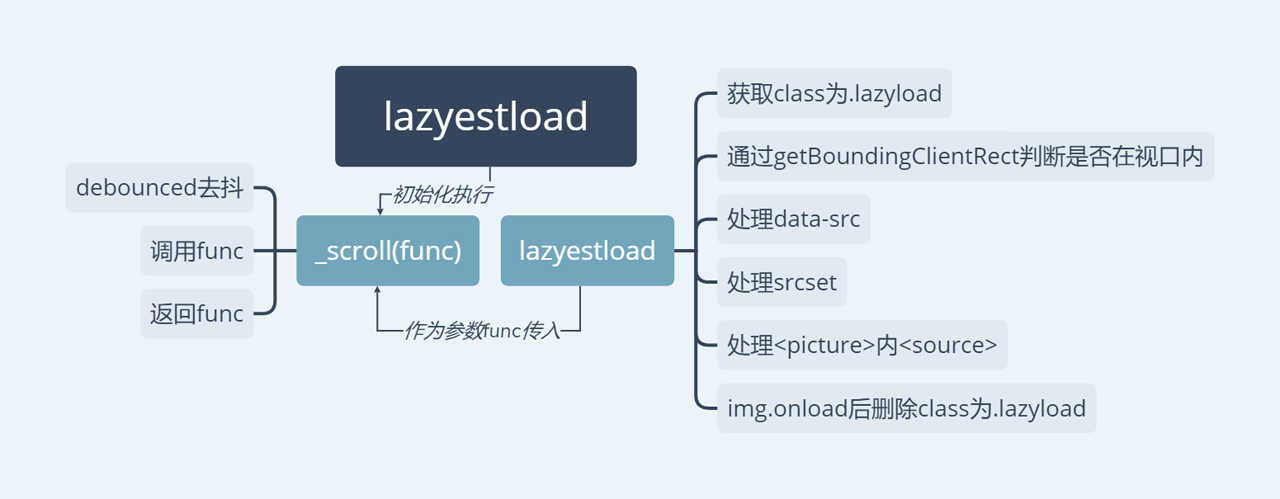 lazyestload
初始化执行
debounced去抖
调用func
返回func
_scroll(func)
lazyestload
作为参数func传入
获取class为.lazyload
通过getBoundingClientRect判断是否在视口内
处理data-src
处理srcset
处理<picture>内<source>
img.onload后删除class为.lazyload